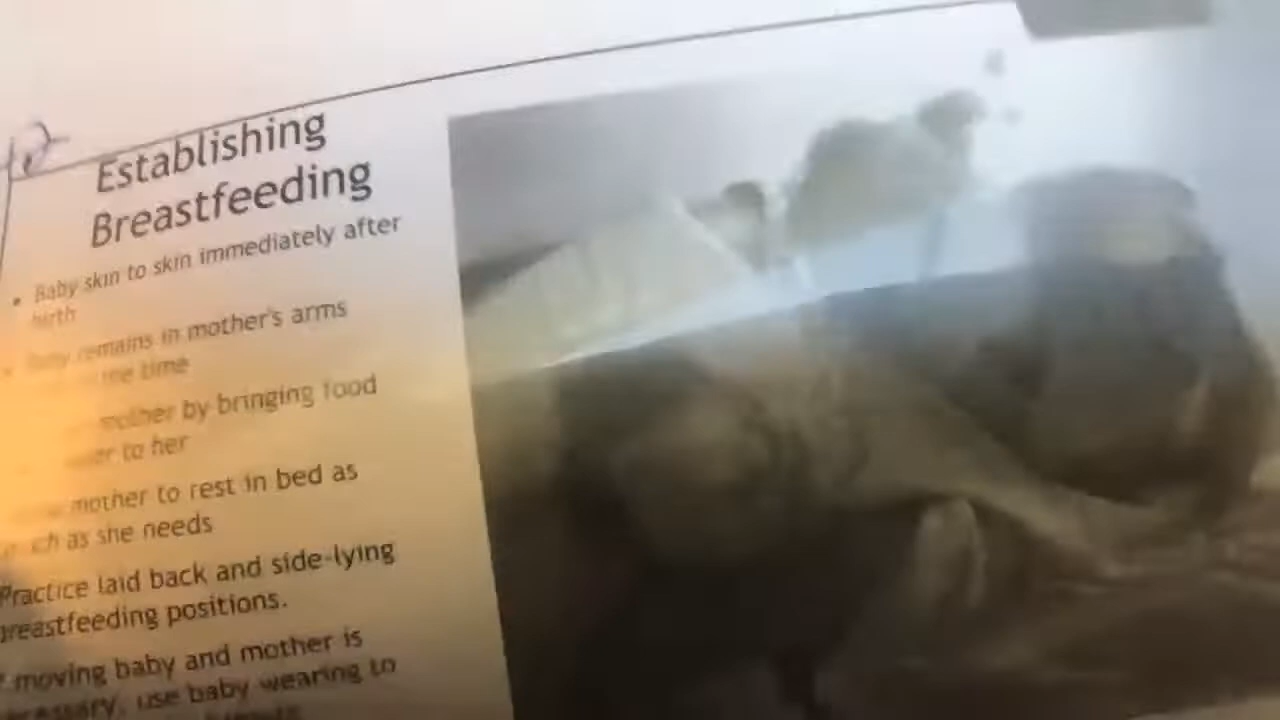 Establishing
Breastfeeding
• Baby skin to skin immediately after
birth
• Baby remains in mother's arms
the time
mother by bringing food
to her
mother to rest in bed as
as she needs
Practice laid back and side-lying
breastfeeding positions.
moving baby and mother is
use baby wearing to